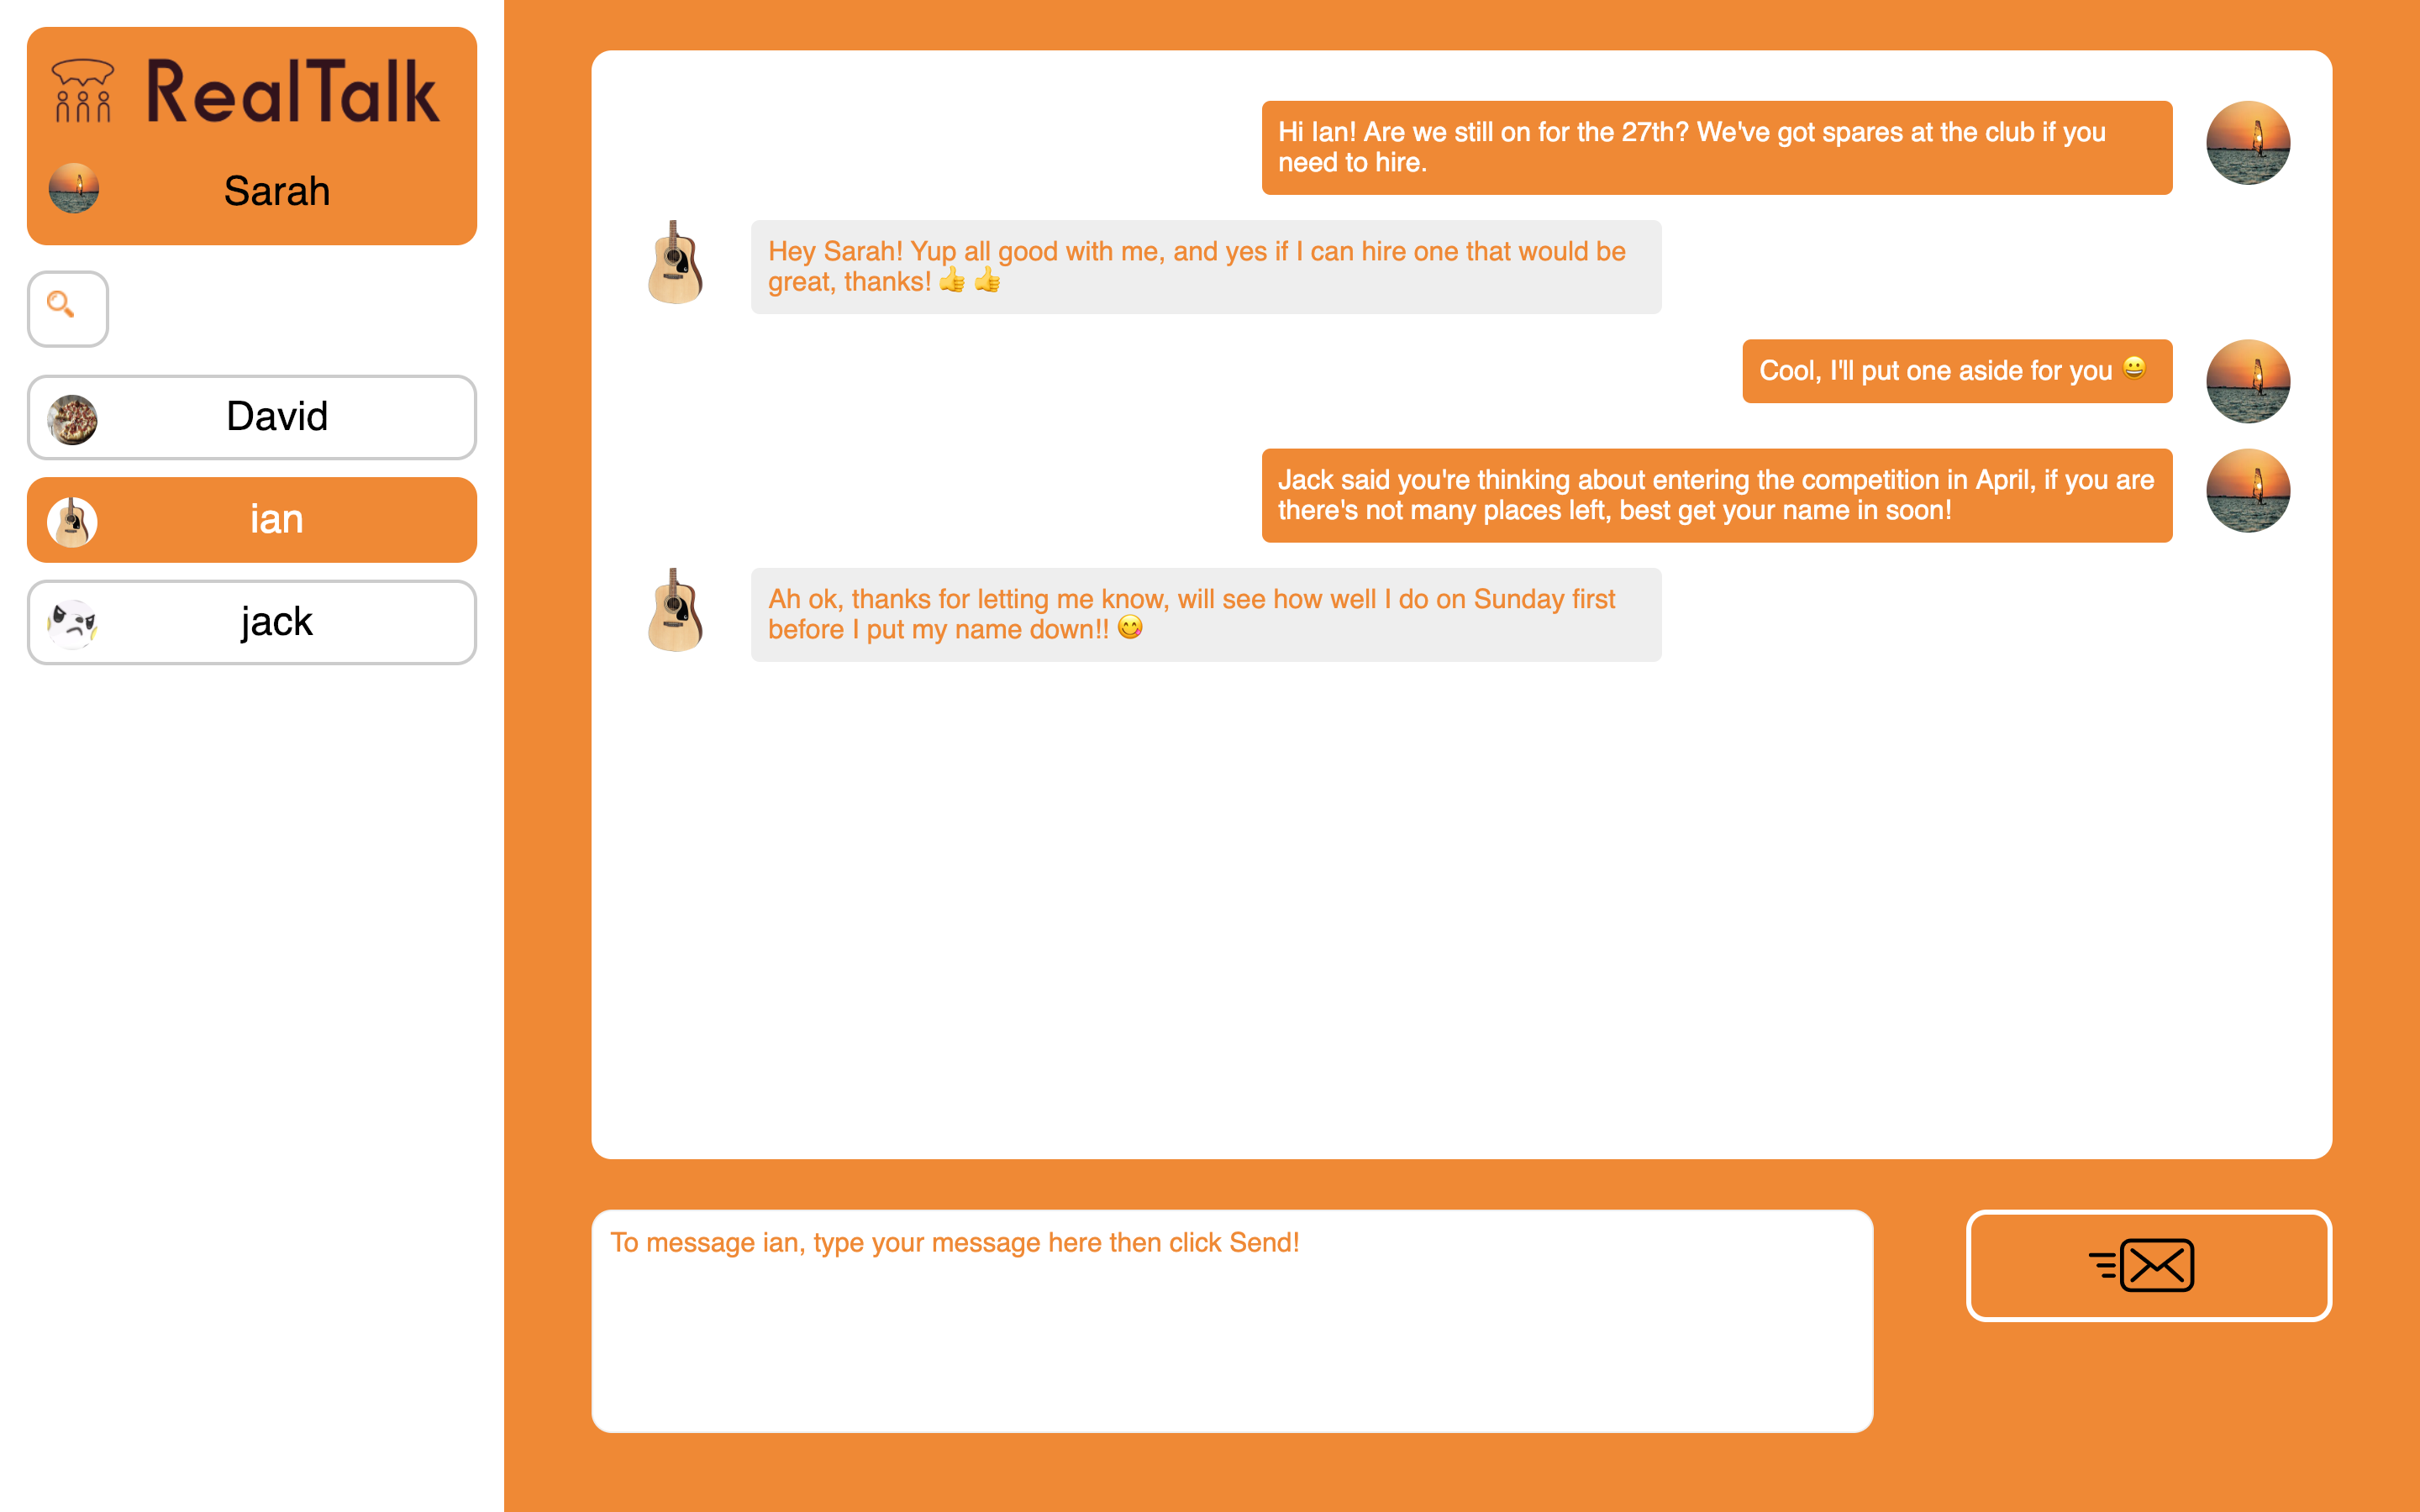 RealTalk
Sarah
David
ian
jack
Hi Ian! Are we still on for the 27th? We've got spares at the club if you
need to hire.
Hey Sarah! Yup all good with me, and yes if I can hire one that would be
great, thanks! 👍 👍
Cool, I'll put one aside for you 😀
Jack said you're thinking about entering the competition in April, if you are
there's not many places left, best get your name in soon!
Ah ok, thanks for letting me know, will see how well I do on Sunday first
before I put my name down!! 😋
To message ian, type your message here then click Send!